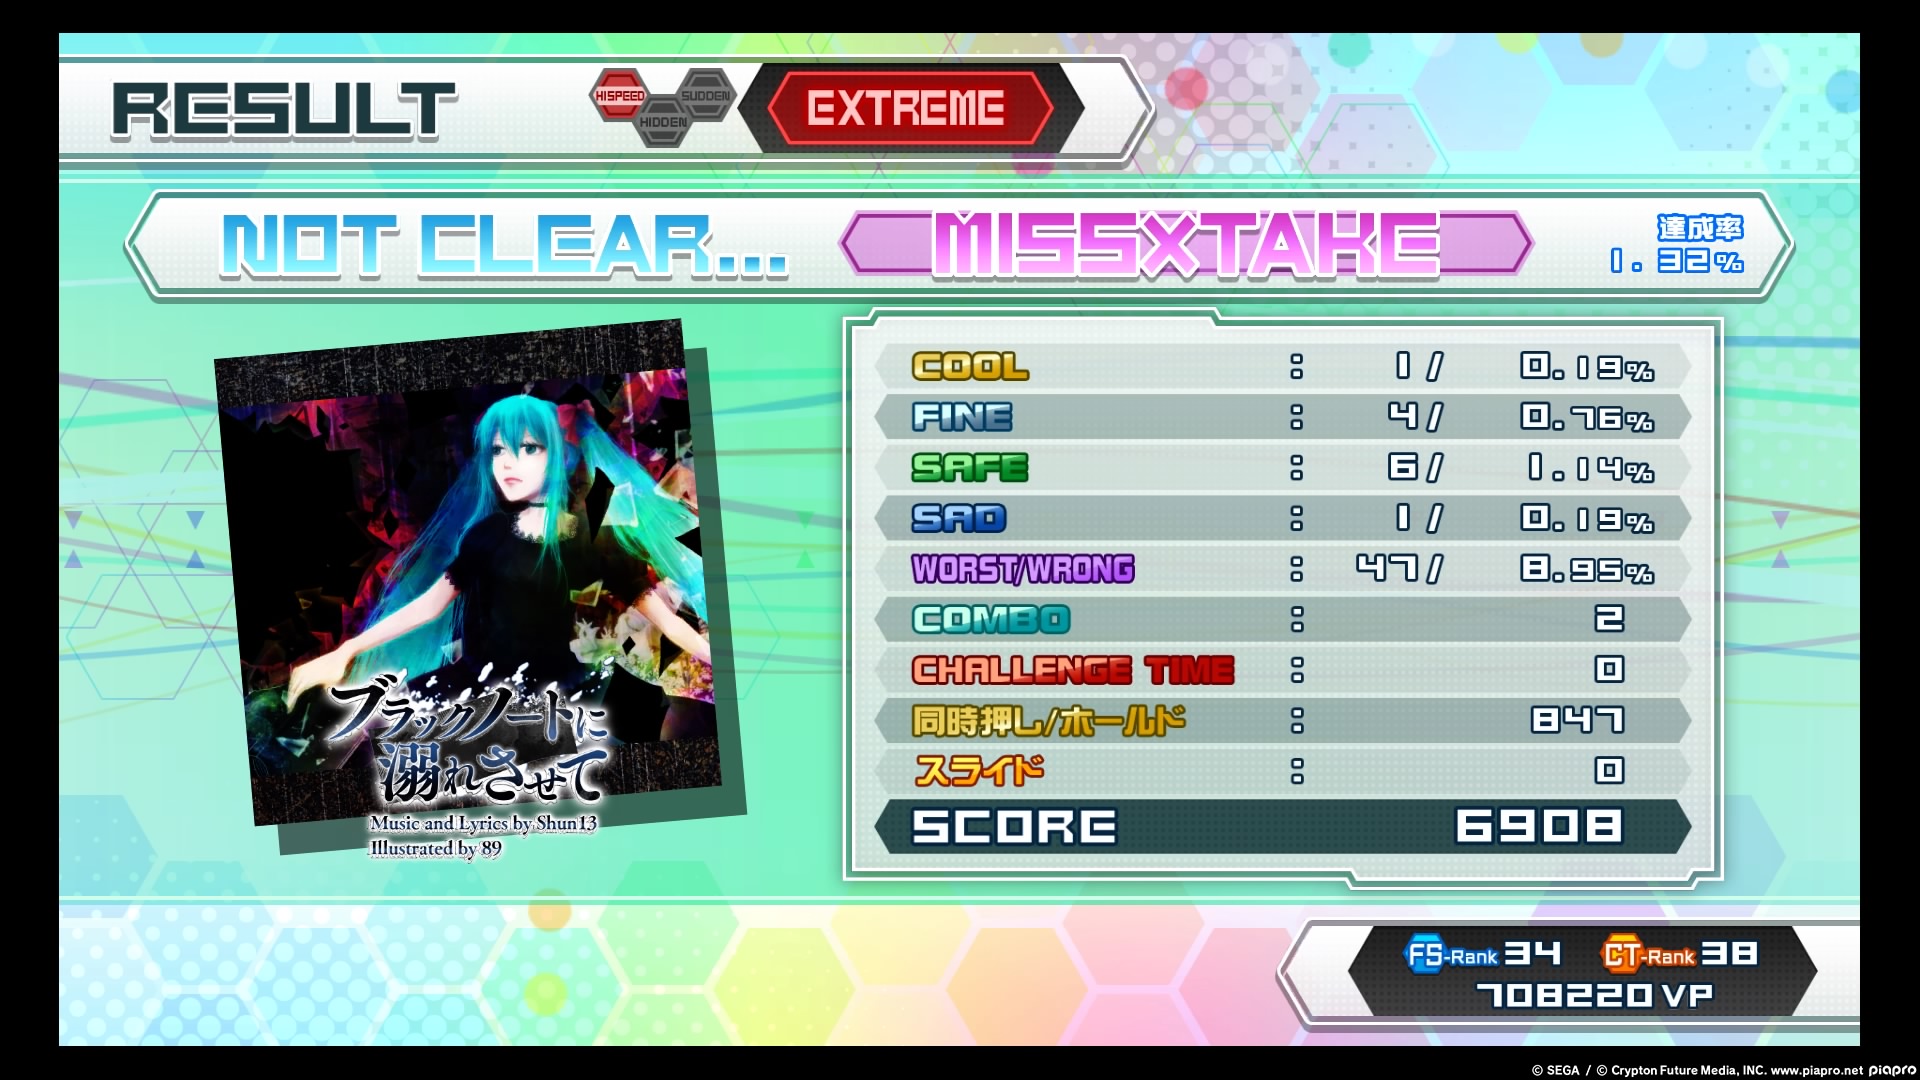 RESULT
HISPEED
SUDDEN
HIDDEN
EXTREME
NOT CLEAR...
MISS×TAKE
達成率
1.32%
COOL : 1/ 0.19%
FINE : 4/ 0.76%
SAFE : 6/ 1.14%
SAD : 1/ 0.19%
WORST/WRONG : 47/ 8.95%
COMBO : 2
CHALLENGE TIME : 0
同時押し/ホールド : 847
スライド : 0
SCORE 6908
ブラックノートに
溺れさせて
Music and Lyrics by Shun13
Illustrated by 89
FS-Rank 34 CT-Rank 38
708220 VP
© SEGA / © Crypton Future Media, INC. www.piapro.net piapro